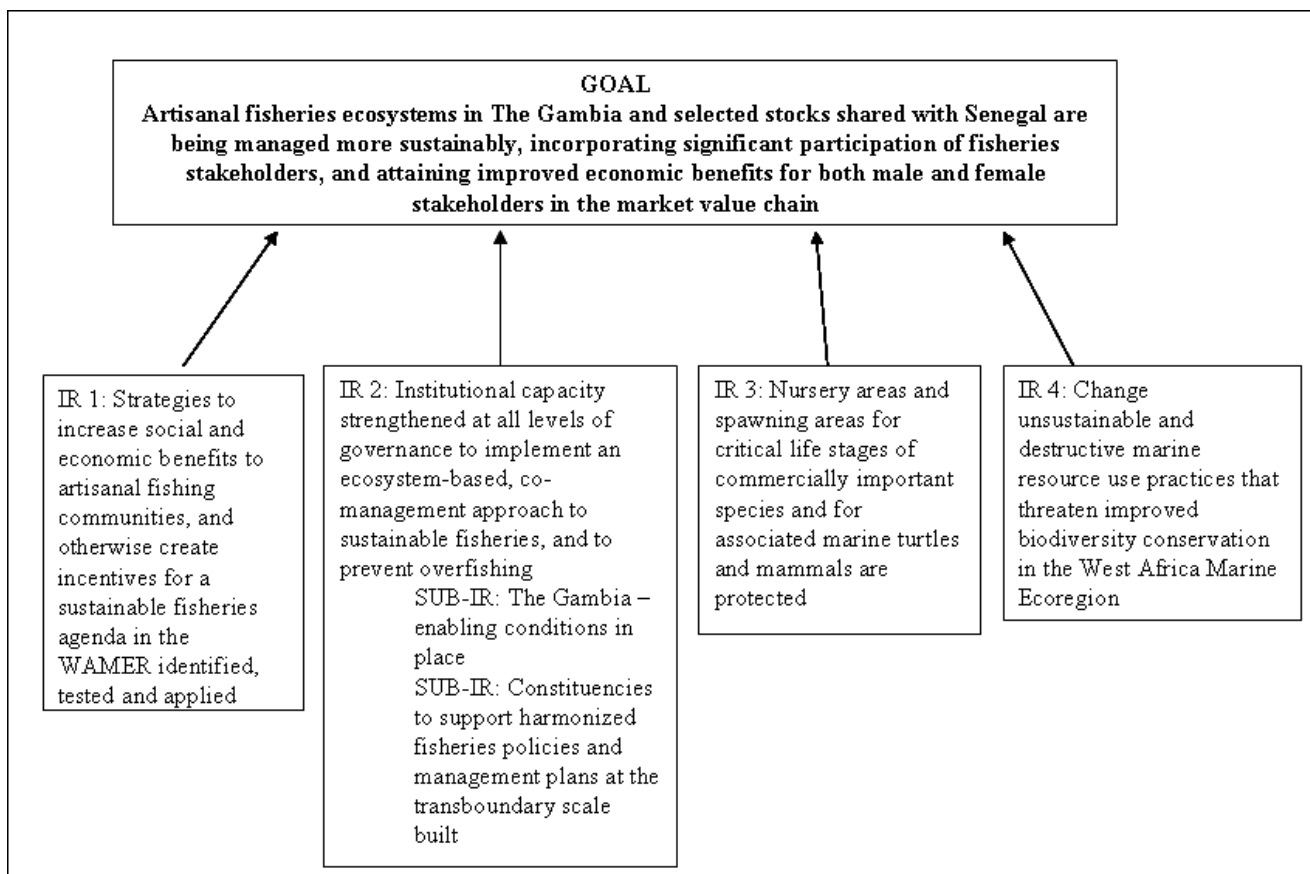 GOAL
Artisanal fisheries ecosystems in The Gambia and selected stocks shared with Senegal are
being managed more sustainably, incorporating significant participation of fisheries
stakeholders, and attaining improved economic benefits for both male and female
stakeholders in the market value chain
IR 1: Strategies to
increase social and
economic benefits to
artisanal fishing
communities, and
otherwise create
incentives for a
sustainable fisheries
agenda in the
WAMER identified,
tested and applied
IR 2: Institutional capacity
strengthened at all levels of
governance to implement an
ecosystem-based, co-
management approach to
sustainable fisheries, and to
prevent overfishing
SUB-IR: The Gambia –
enabling conditions in
place
SUB-IR: Constituencies
to support harmonized
fisheries policies and
management plans at the
transboundary scale
built
IR 3: Nursery areas and
spawning areas for
critical life stages of
commercially important
species and for
associated marine turtles
and mammals are
protected
IR 4: Change
unsustainable and
destructive marine
resource use practices that
threaten improved
biodiversity conservation
in the West Africa Marine
Ecoregion